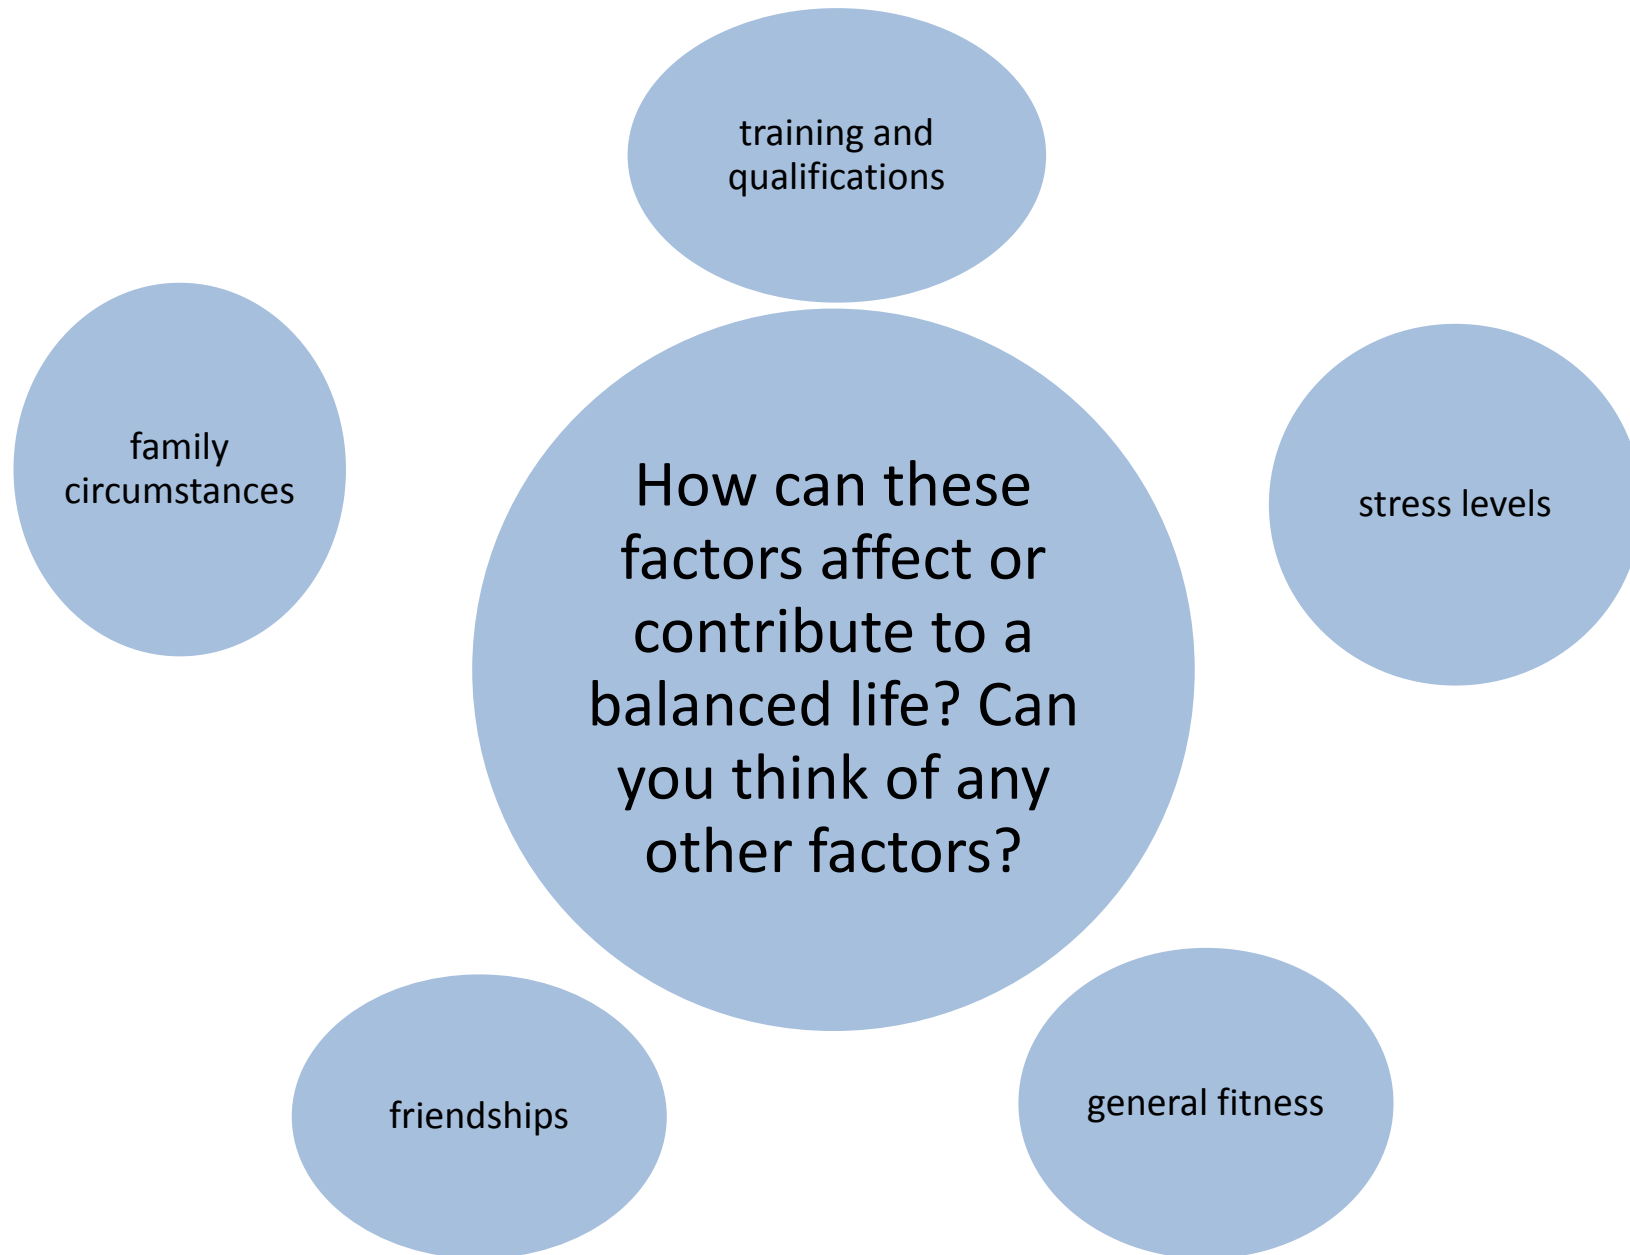 training and
qualifications
family
circumstances
stress levels
How can these
factors affect or
contribute to a
balanced life? Can
you think of any
other factors?
friendships
general fitness